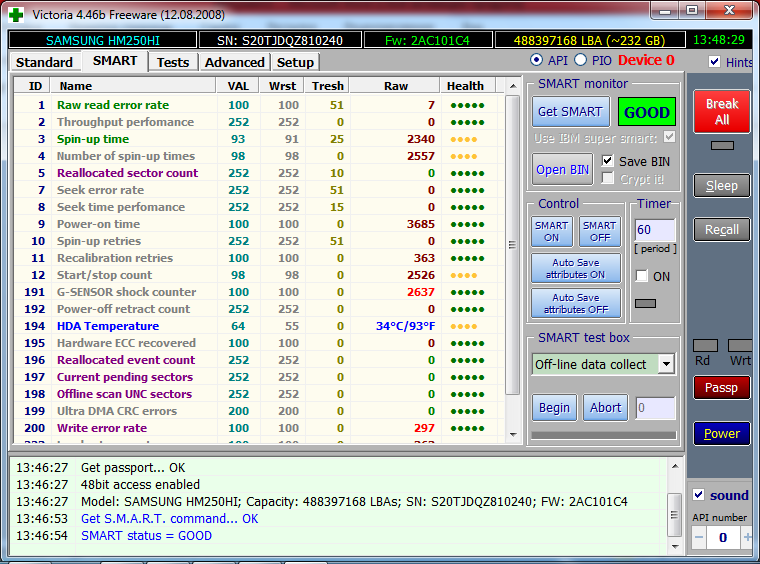 Victoria 4.46b Freeware (12.08.2008)
SAMSUNG HM250HI SN: S20TJDQZ810240 Fw: 2AC101C4 488397168 LBA (~232 GB) 13:48:29
Standard SMART Tests Advanced Setup API PIO Device 0 Hints
ID Name VAL Wrst Tresh Raw Health
1 Raw read error rate 100 100 51 7
2 Throughput perfomance 252 252 0 0
3 Spin-up time 93 91 25 2340
4 Number of spin-up times 98 98 0 2557
5 Reallocated sector count 252 252 10 0
7 Seek error rate 252 252 51 0
8 Seek time perfomance 252 252 15 0
9 Power-on time 100 100 0 3685
10 Spin-up retries 252 252 51 0
11 Recalibration retries 100 100 0 363
12 Start/stop count 98 98 0 2526
191 G-SENSOR shock counter 100 100 0 2637
192 Power-off retract count 252 252 0 0
194 HDA Temperature 64 55 0 34°C/93°F
195 Hardware ECC recovered 100 100 0 0
196 Reallocated event count 252 252 0 0
197 Current pending sectors 252 100 0 0
198 Offline scan UNC sectors 252 252 0 0
199 Ultra DMA CRC errors 200 200 0 0
200 Write error rate 100 100 0 297
SMART monitor
Get SMART GOOD
Use IBM super smart:
Open BIN Save BIN
Crypt it!
Control Timer
SMART ON SMART OFF 60
[ period ]
Auto Save attributes ON ON
Auto Save attributes OFF
SMART test box
Off-line data collect
Begin Abort 0
Break All
Sleep
Recall
Rd Wrt
Passp
Power
sound
API number
0
13:46:27 Get passport... OK
13:46:27 48bit access enabled
13:46:27 Model: SAMSUNG HM250HI; Capacity: 488397168 LBAs; SN: S20TJDQZ810240; FW: 2AC101C4
13:46:53 Get S.M.A.R.T. command... OK
13:46:54 SMART status = GOOD